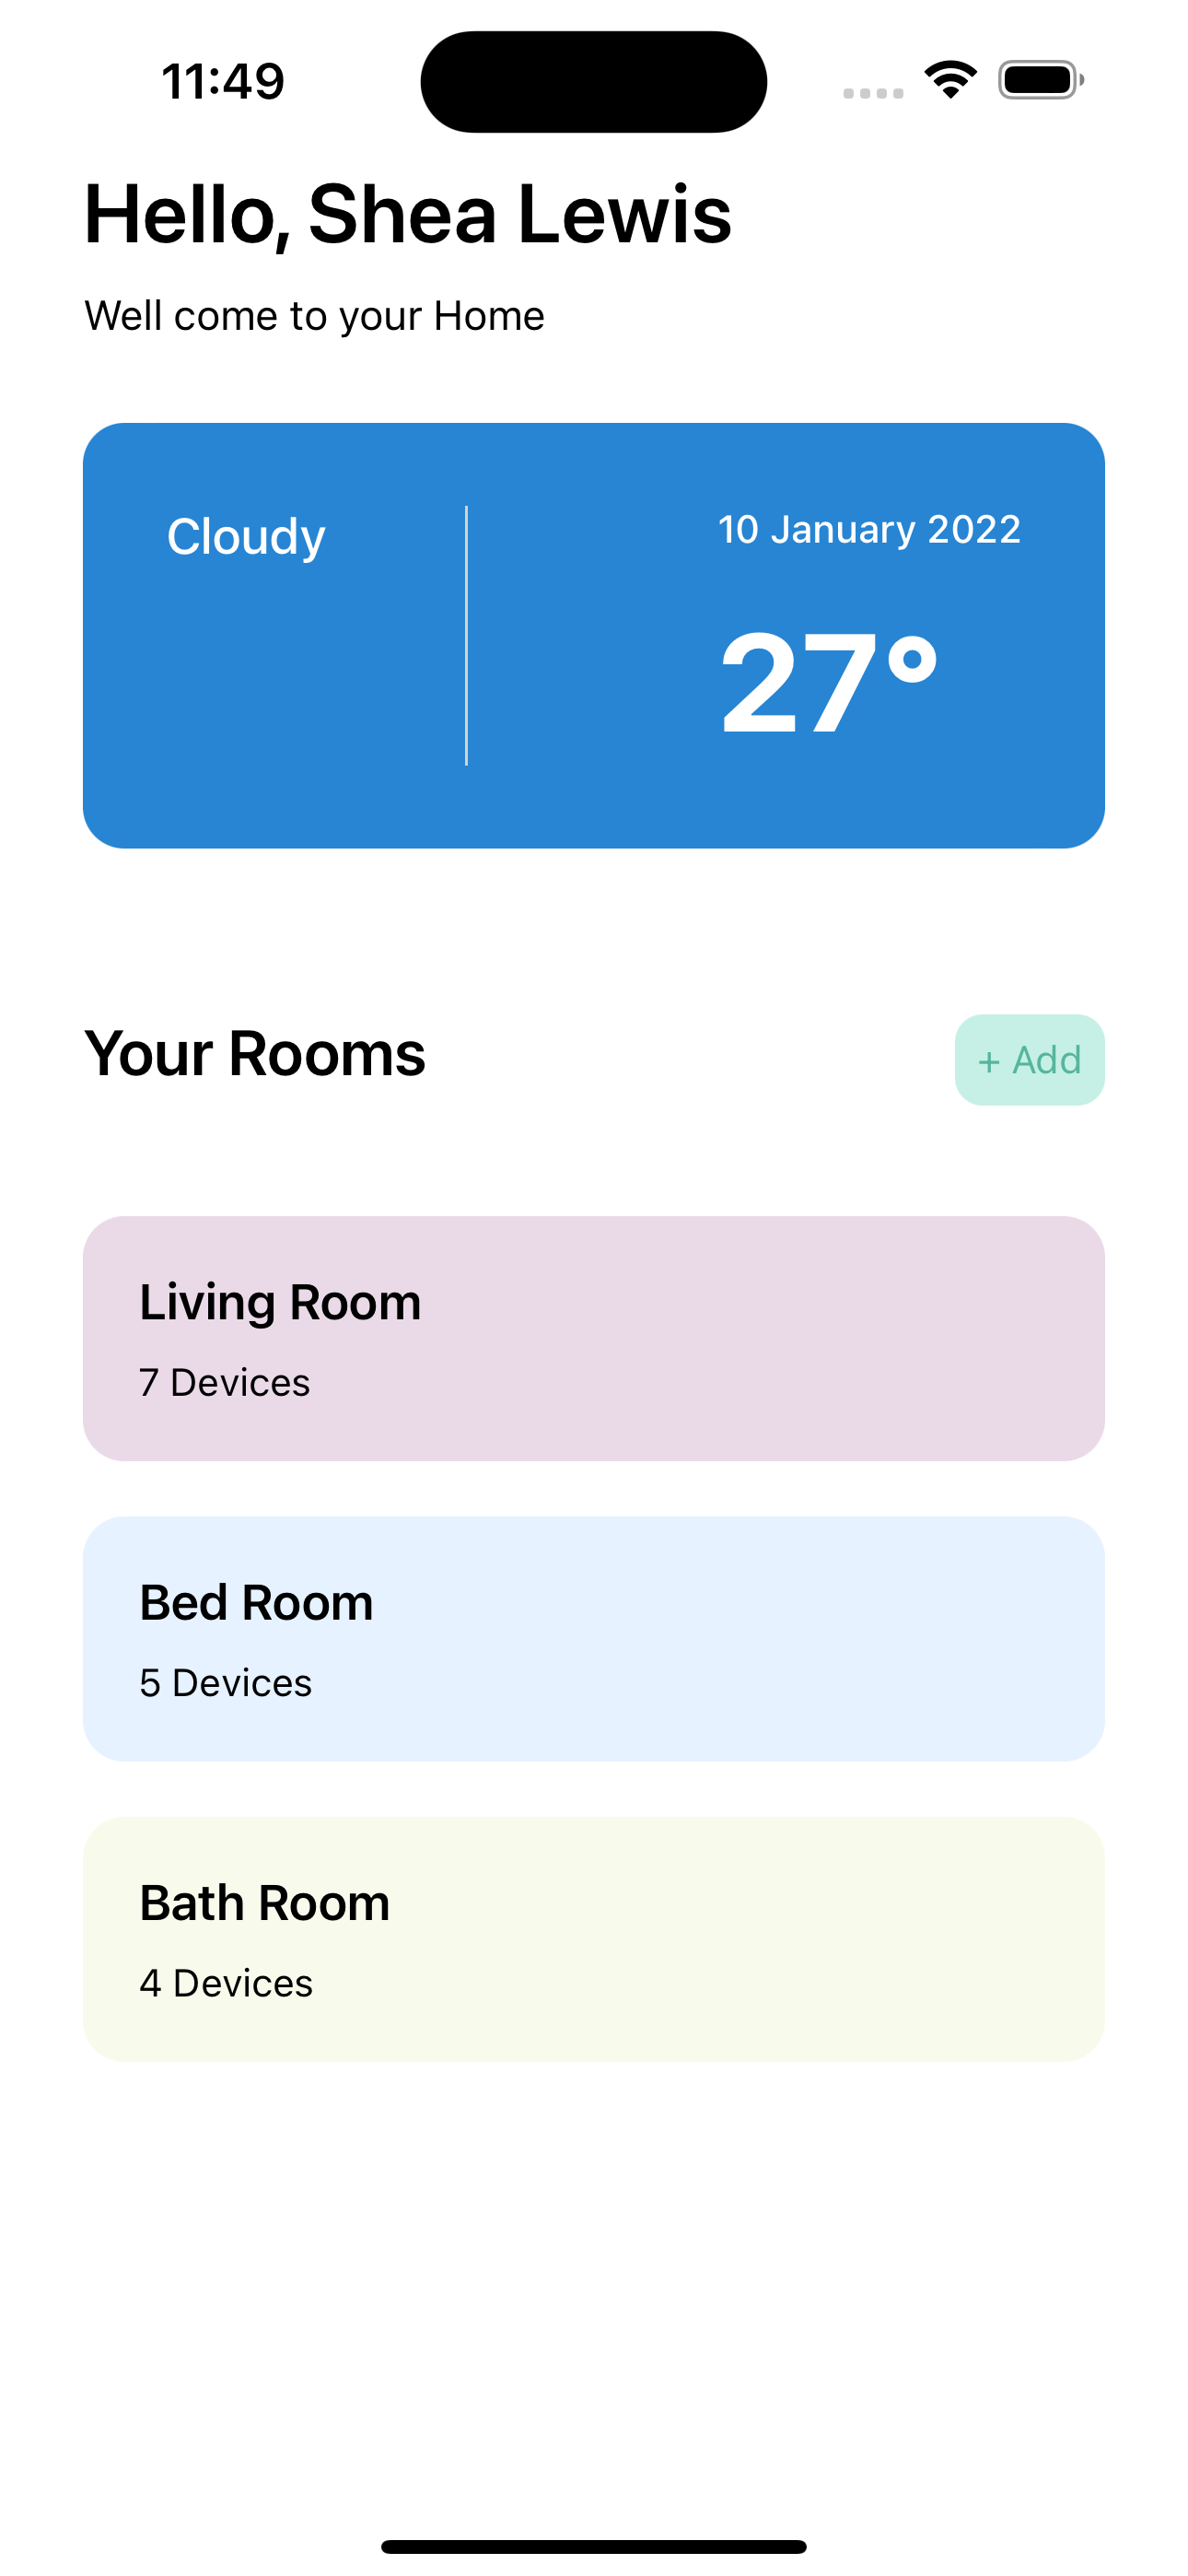 11:49
Hello, Shea Lewis
Well come to your Home
Cloudy
10 January 2022
27°
Your Rooms
+ Add
Living Room
7 Devices
Bed Room
5 Devices
Bath Room
4 Devices